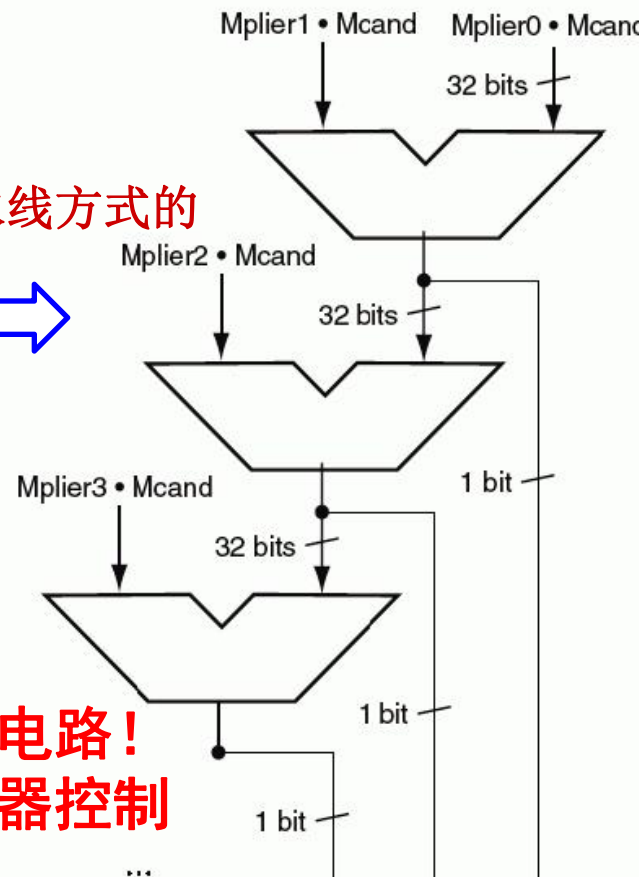 Mplier1 • Mcand Mplier0 • Mcand
32 bits
线方式的
Mplier2 • Mcand
32 bits
1 bit
Mplier3 • Mcand
32 bits
电路！
1 bit
器控制
1 bit
...